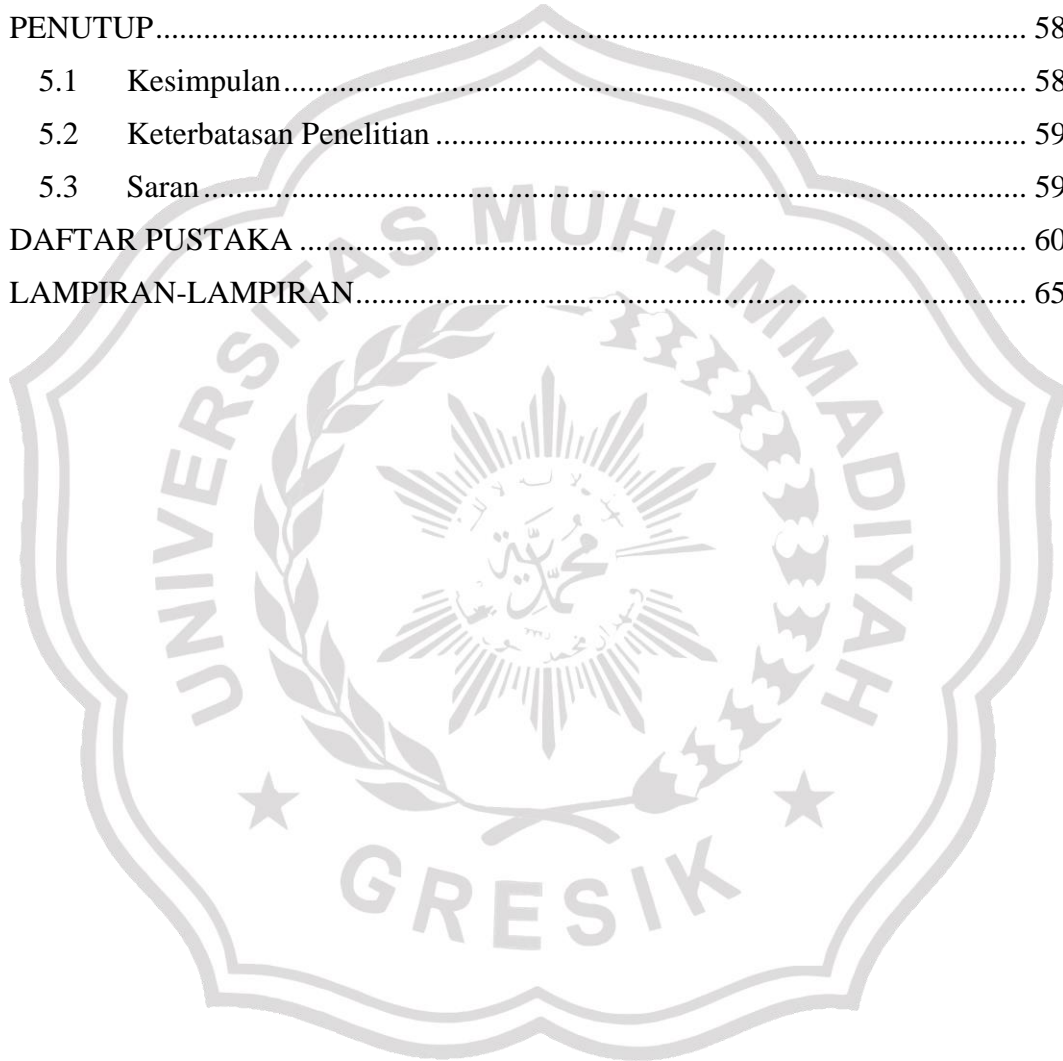 PENUTUP.................................................................................................................. 58
5.1 Kesimpulan................................................................................................. 58
5.2 Keterbatasan Penelitian ............................................................................. 59
5.3 Saran........................................................................................................... 59
DAFTAR PUSTAKA ............................................................................................... 60
LAMPIRAN-LAMPIRAN........................................................................................ 65
UNIVERSITAS MUHAMMADIYAH
GRESIK